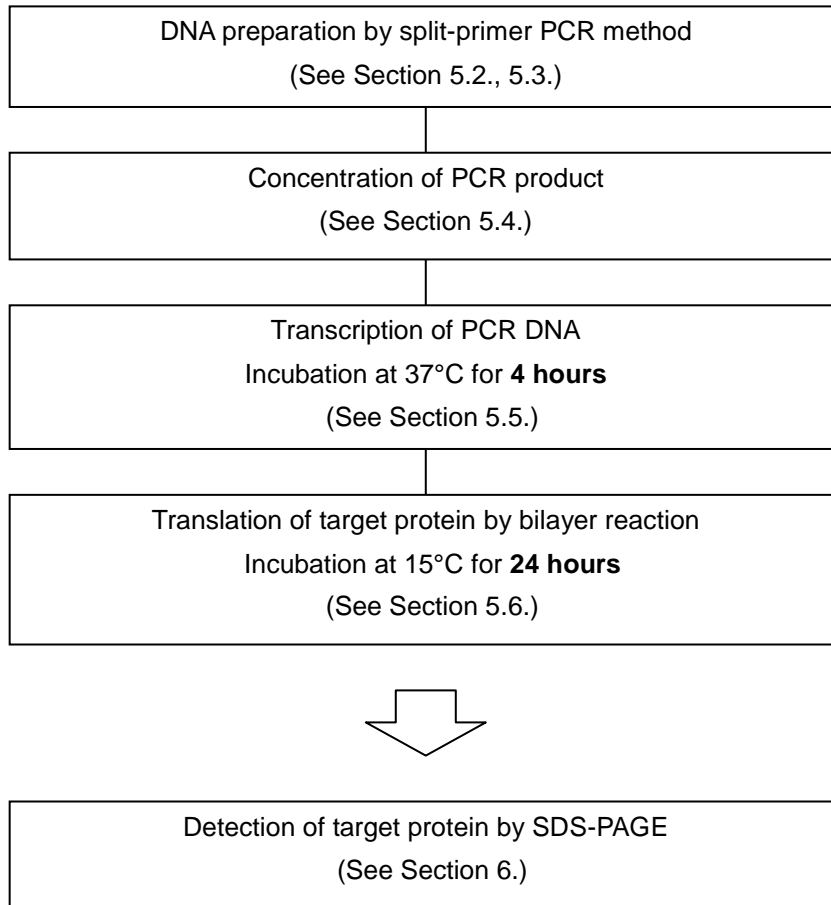 DNA preparation by split-primer PCR method
(See Section 5.2., 5.3.)
Concentration of PCR product
(See Section 5.4.)
Transcription of PCR DNA
Incubation at 37°C for 4 hours
(See Section 5.5.)
Translation of target protein by bilayer reaction
Incubation at 15°C for 24 hours
(See Section 5.6.)
Detection of target protein by SDS-PAGE
(See Section 6.)